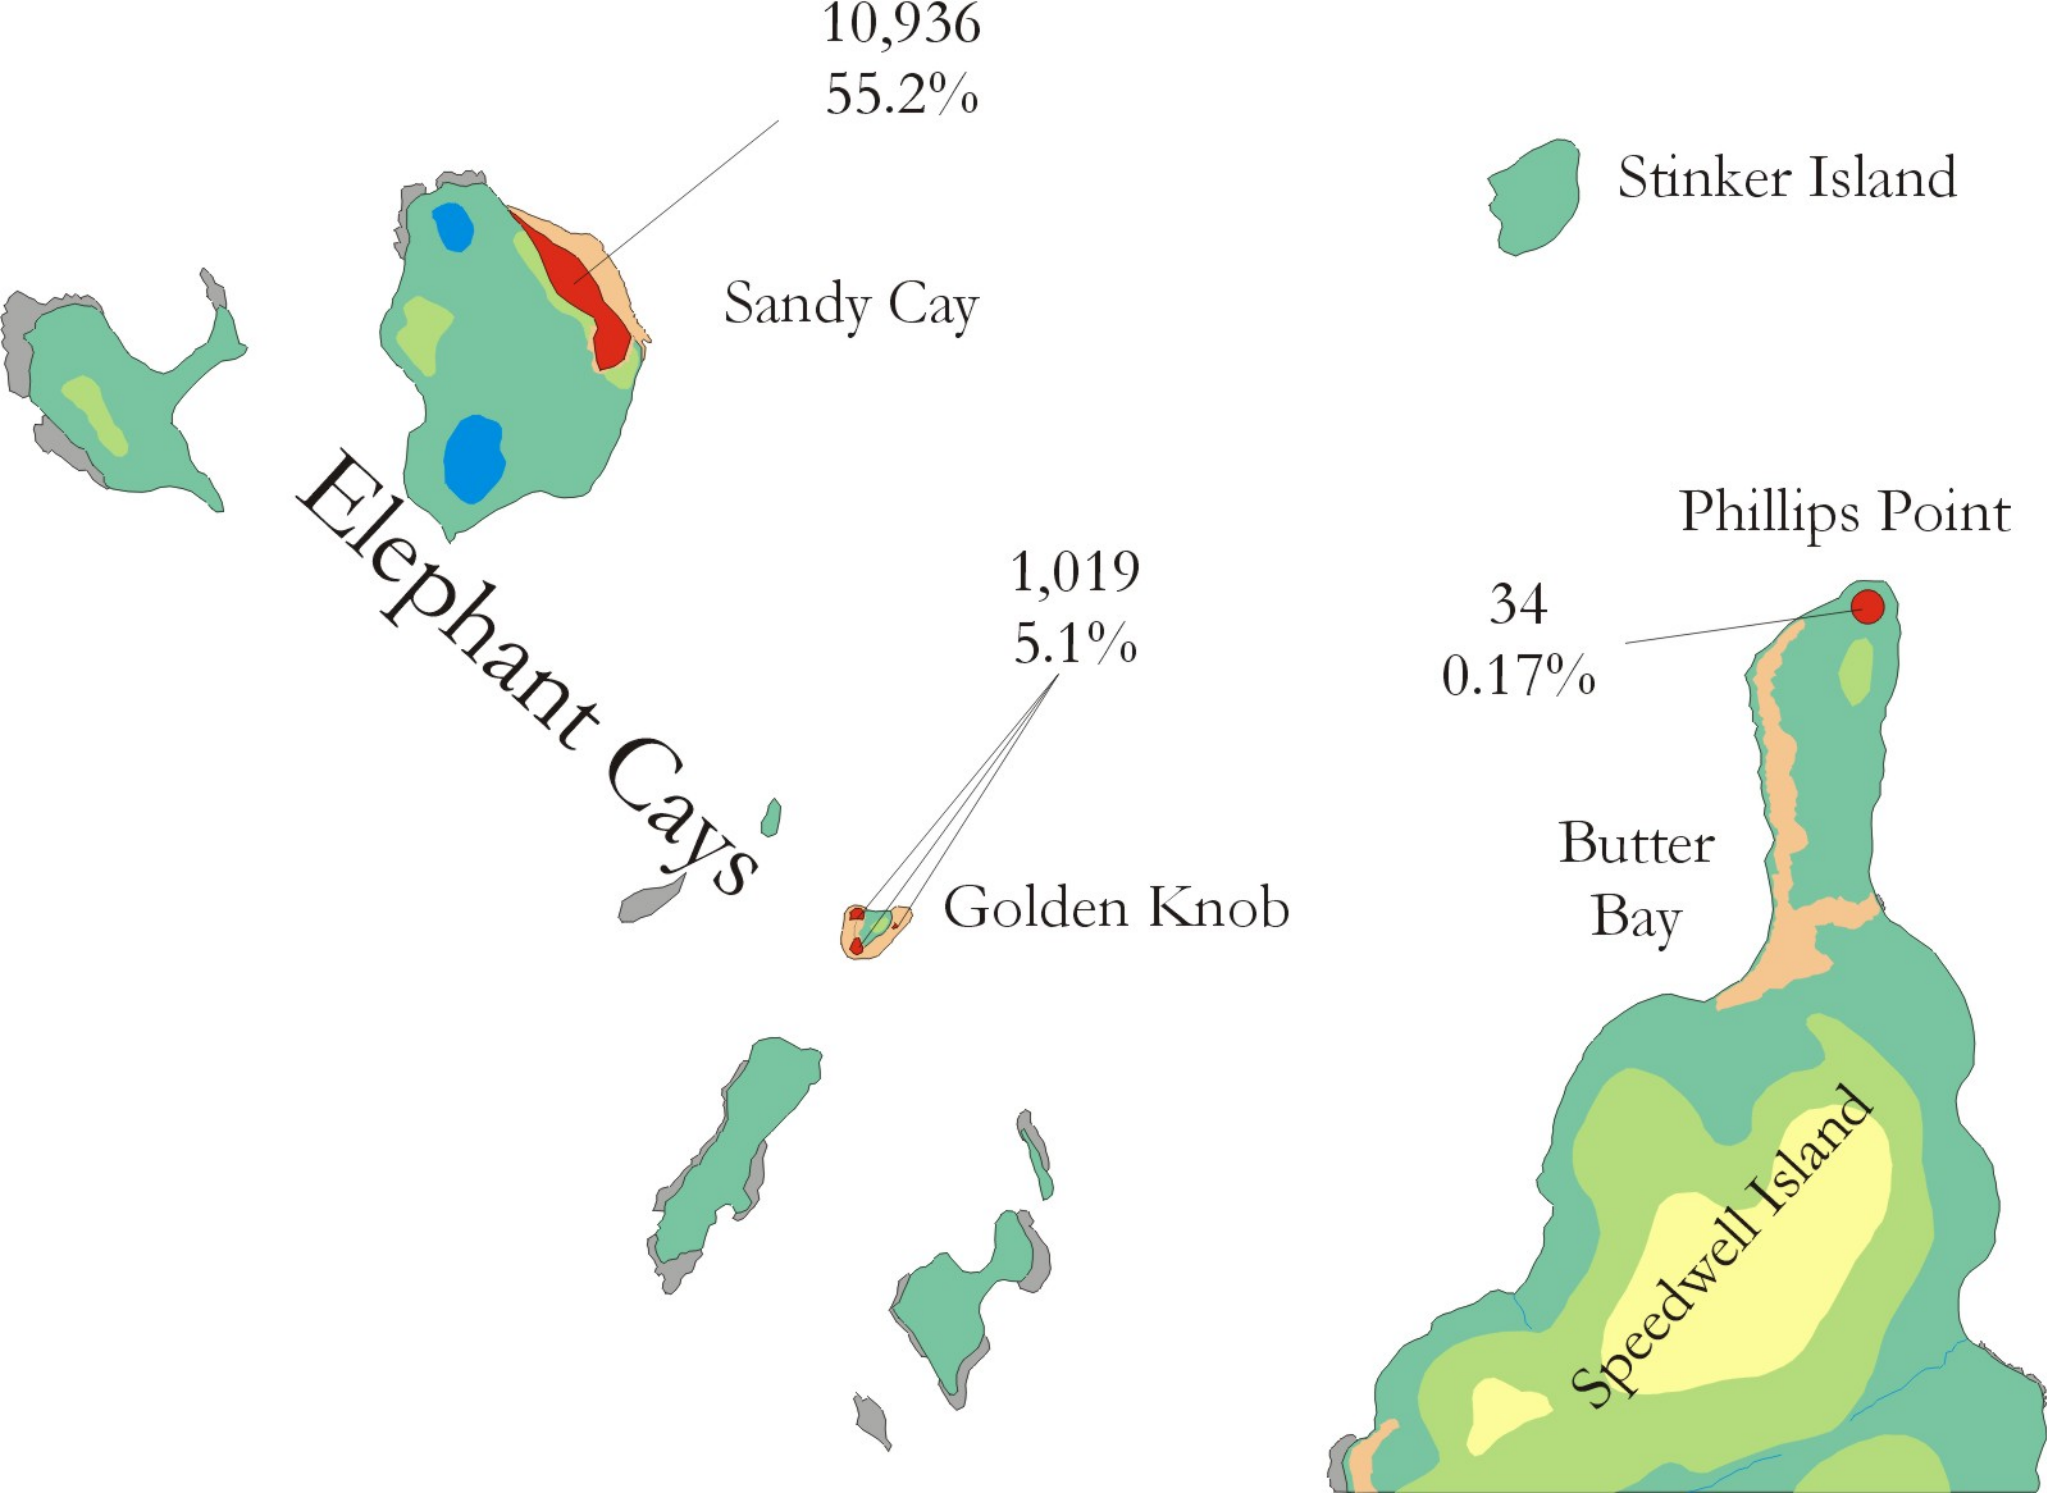 10,936
55.2%
Stinker Island
Sandy Cay
Elephant Cays
Phillips Point
1,019
5.1%
34
0.17%
Butter
Bay
Golden Knob
Speedwell Island